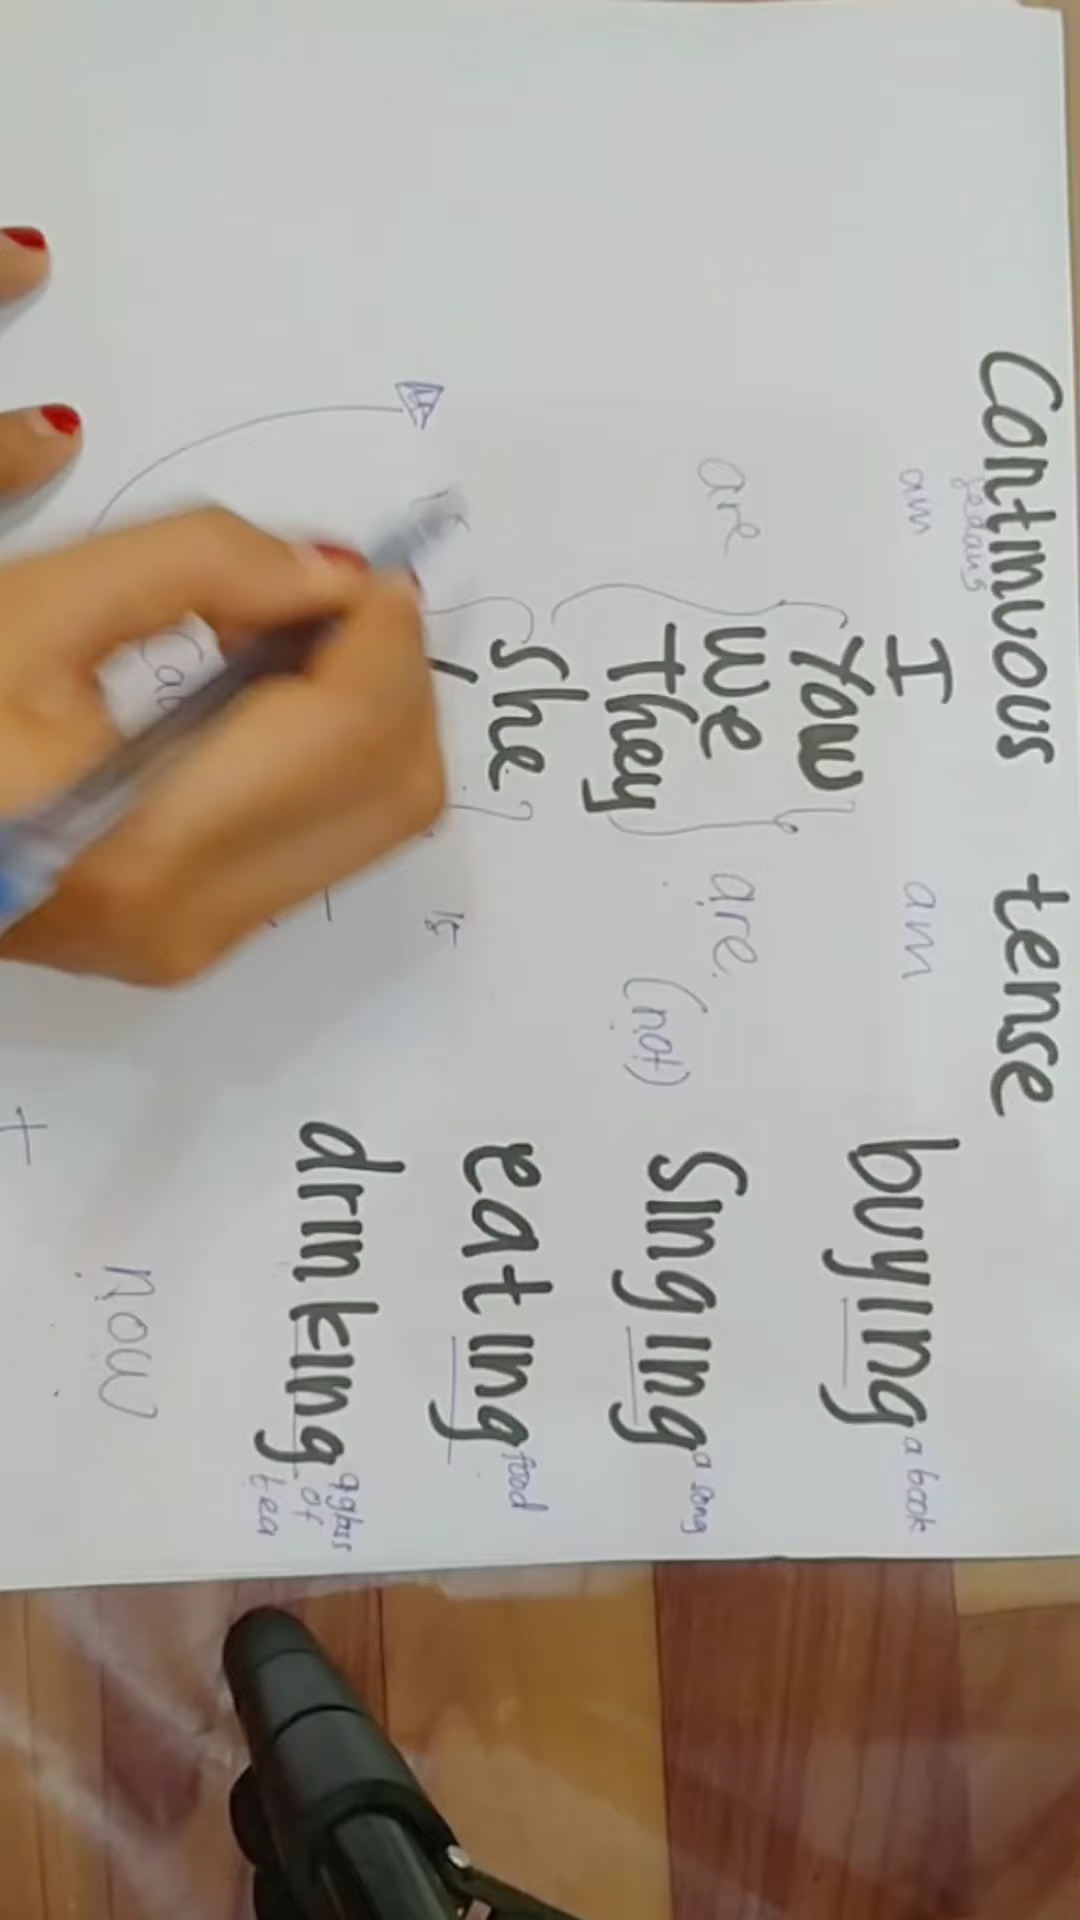 Continuous tense
sedang
am I am buying a book
You
are We are. singing a song
They (not)
She is eating food
drinking a glass
of
tea
now
+